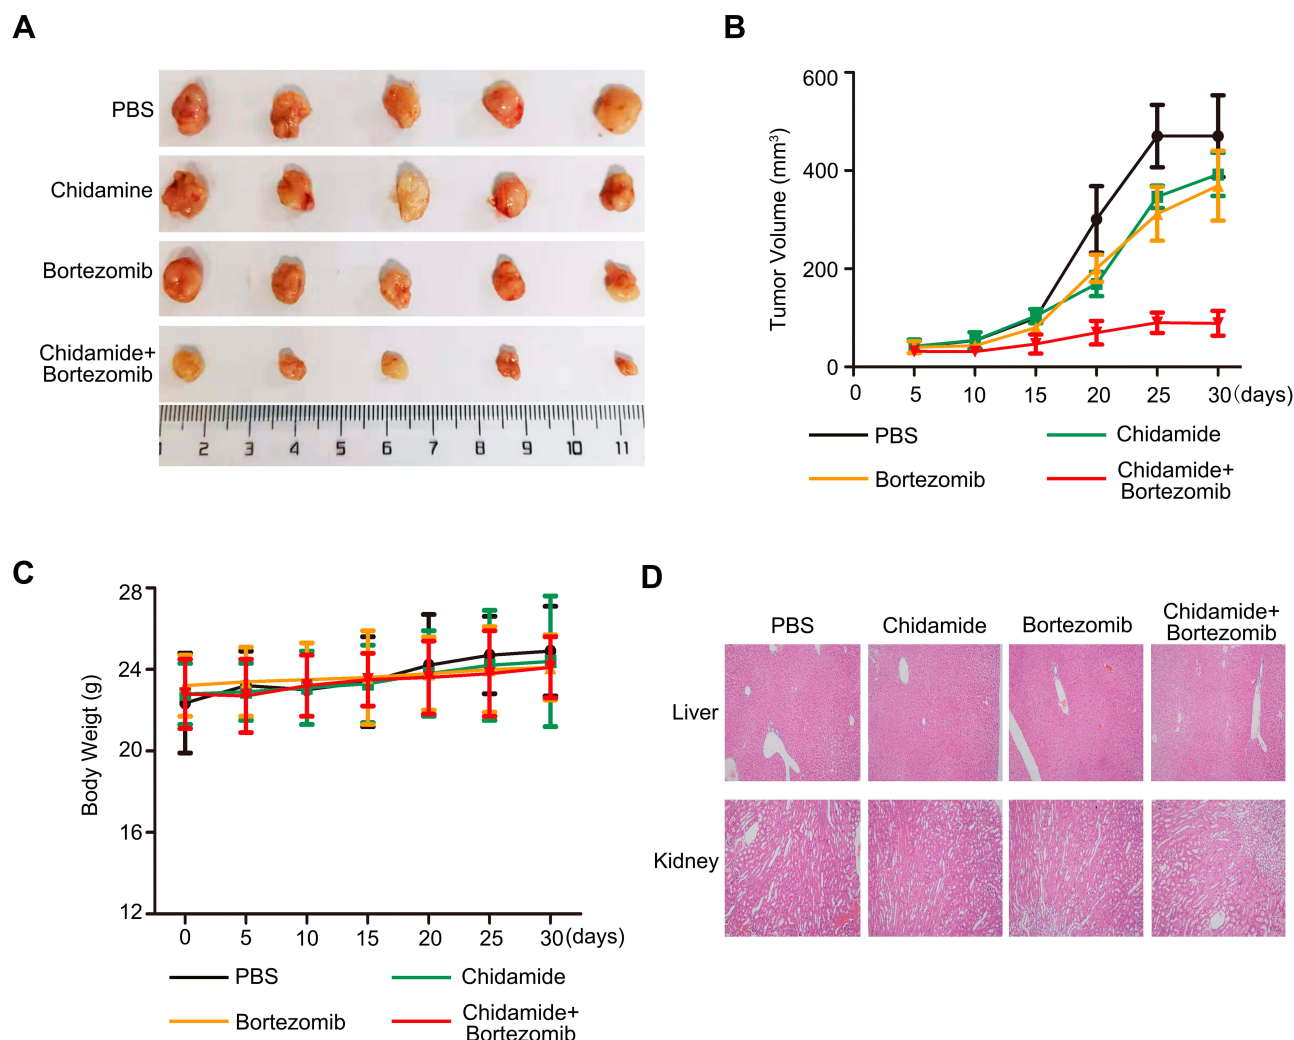 A
PBS
Chidamine
Bortezomib
Chidamide+
Bortezomib
1 2 3 4 5 6 7 8 9 10 11
B
Tumor Volume (mm³)
600
400
200
0
0 5 10 15 20 25 30(days)
PBS
Chidamide
Bortezomib
Chidamide+
Bortezomib
C
Body Weigt (g)
28
24
20
16
12
0 5 10 15 20 25 30(days)
PBS
Chidamide
Bortezomib
Chidamide+
Bortezomib
D
PBS
Chidamide
Bortezomib
Chidamide+
Bortezomib
Liver
Kidney